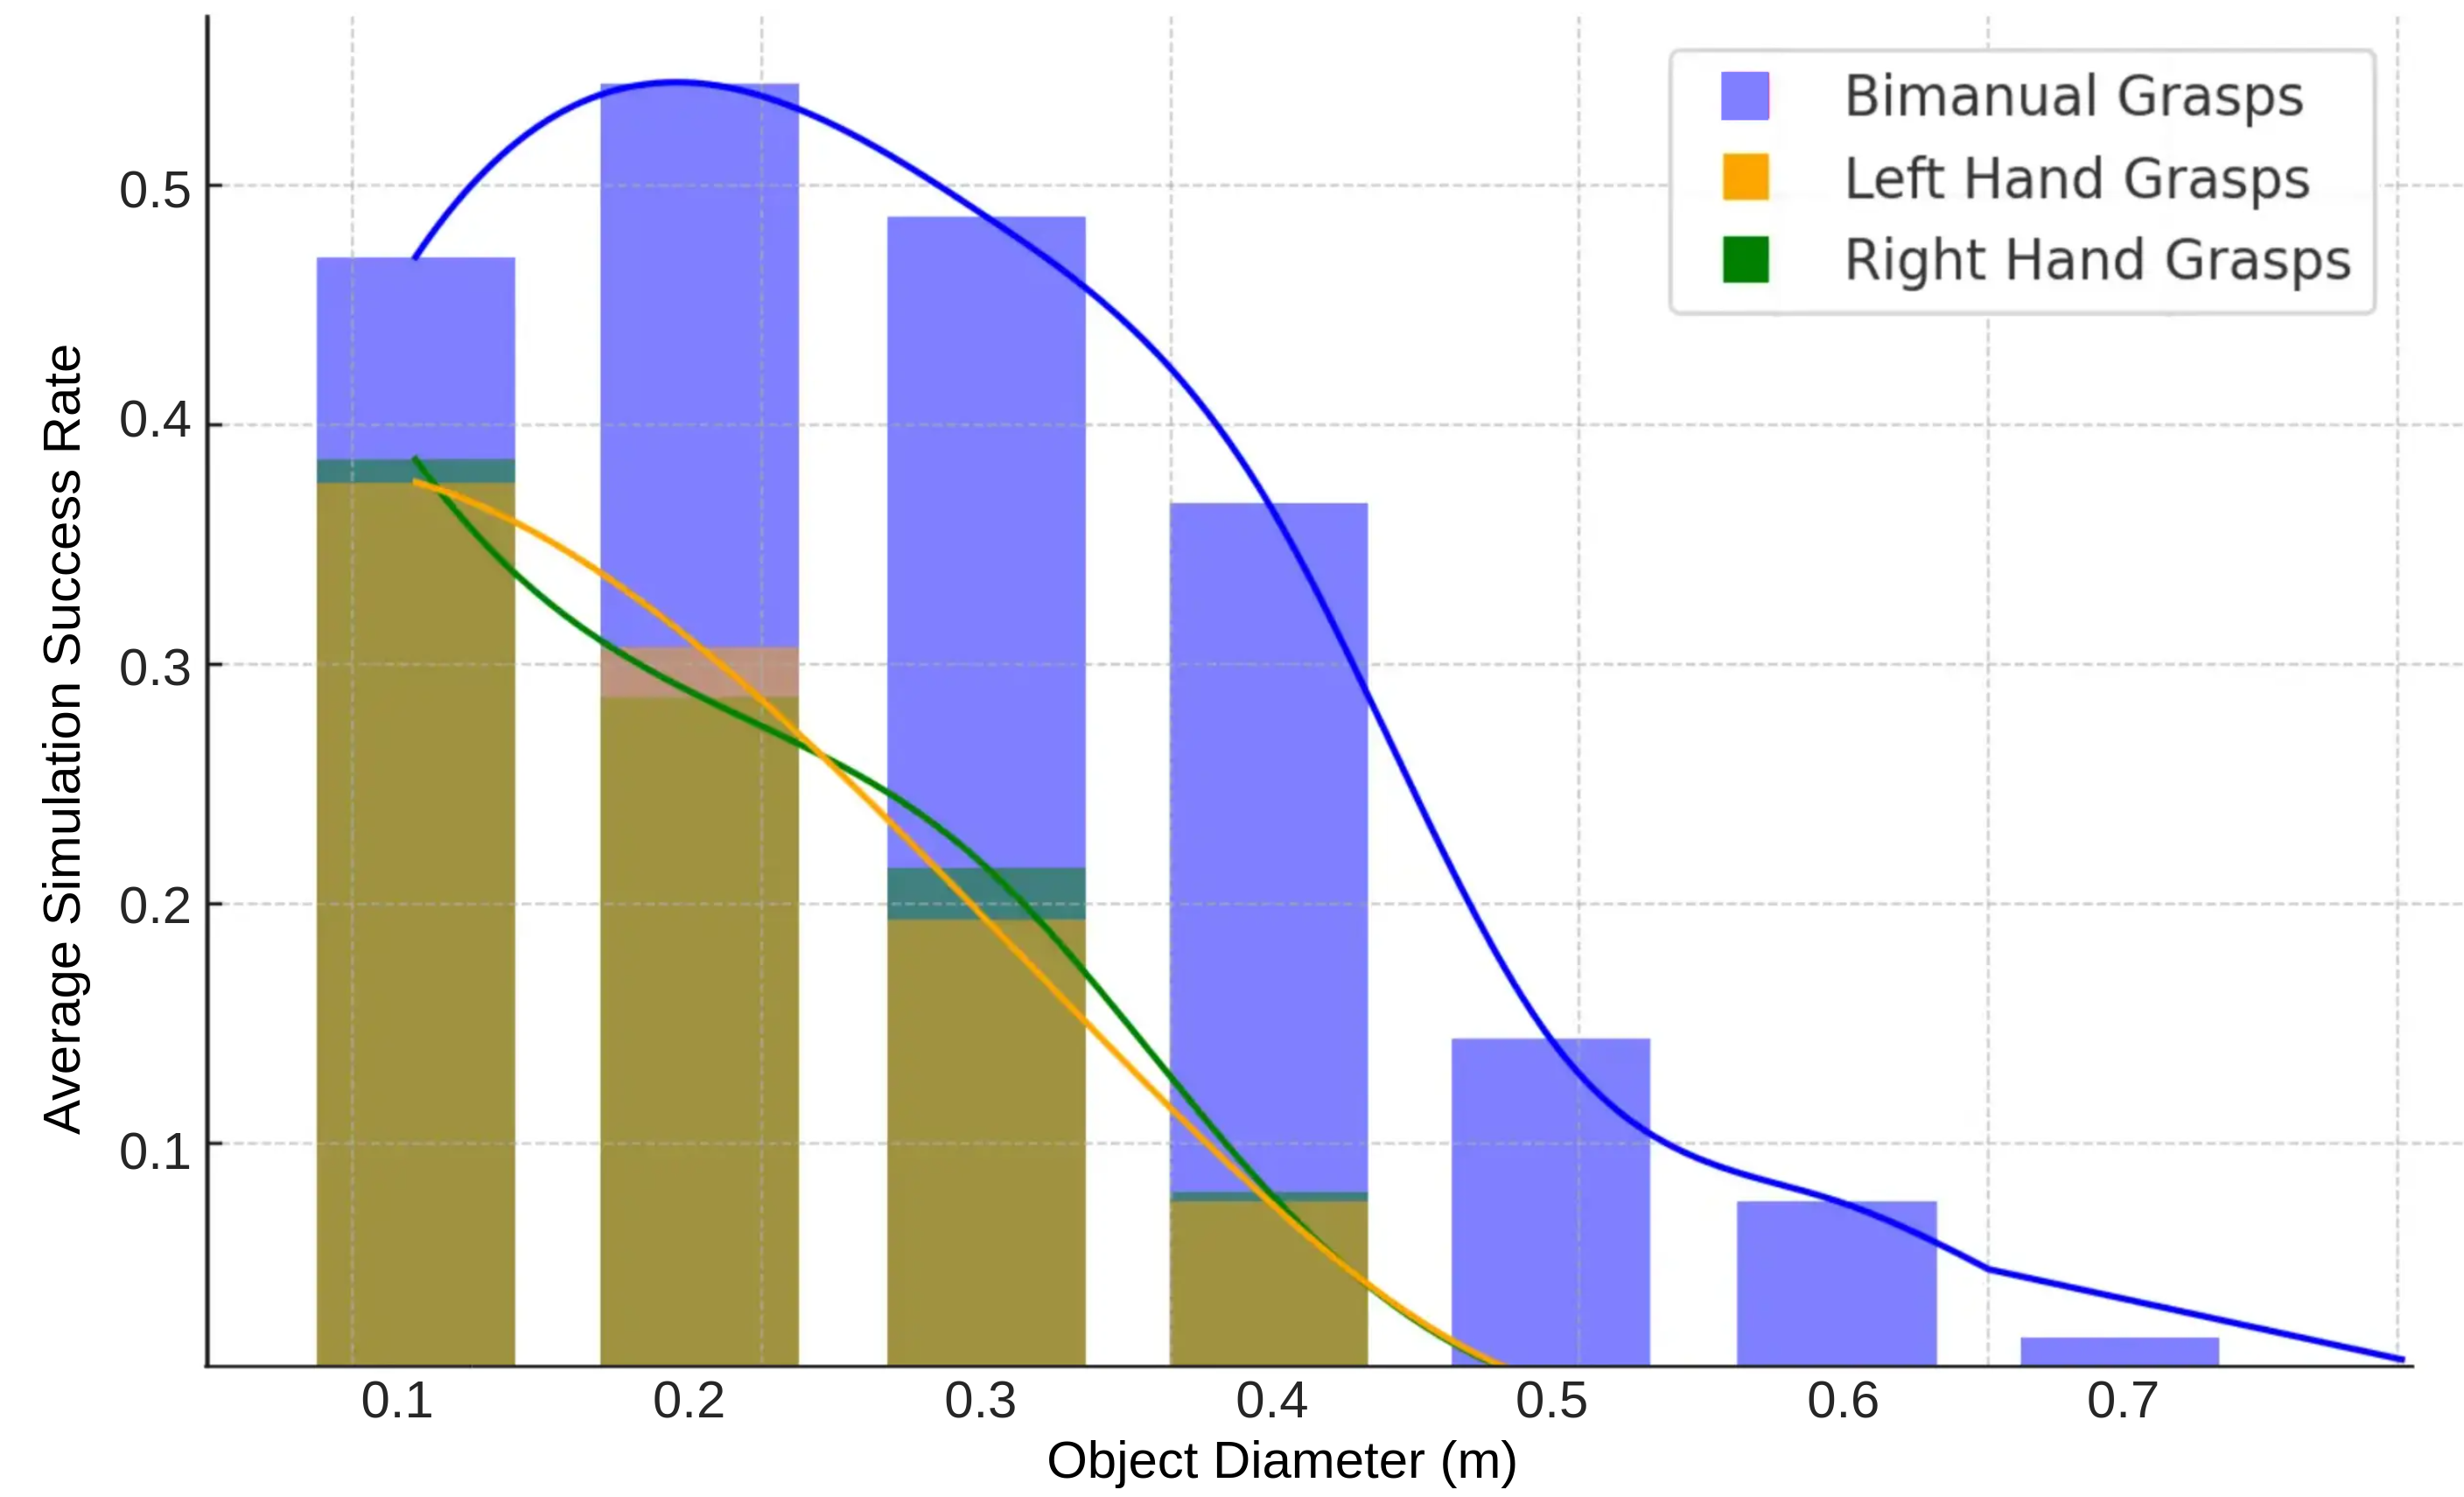 Bimanual Grasps
Left Hand Grasps
Right Hand Grasps
Average Simulation Success Rate
0.5
0.4
0.3
0.2
0.1
0.1 0.2 0.3 0.4 0.5 0.6 0.7
Object Diameter (m)